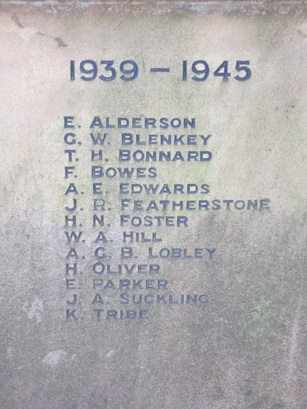 1939 – 1945
E. ALDERSON
G. W. BLENKEY
T. H. BONNARD
F. BOWES
A. E. EDWARDS
J. R. FEATHERSTONE
H. N. FOSTER
W. A. HILL
A. C. B. LOBLEY
H. OLIVER
E. PARKER
J. A. SUCKLING
K. TRIBE